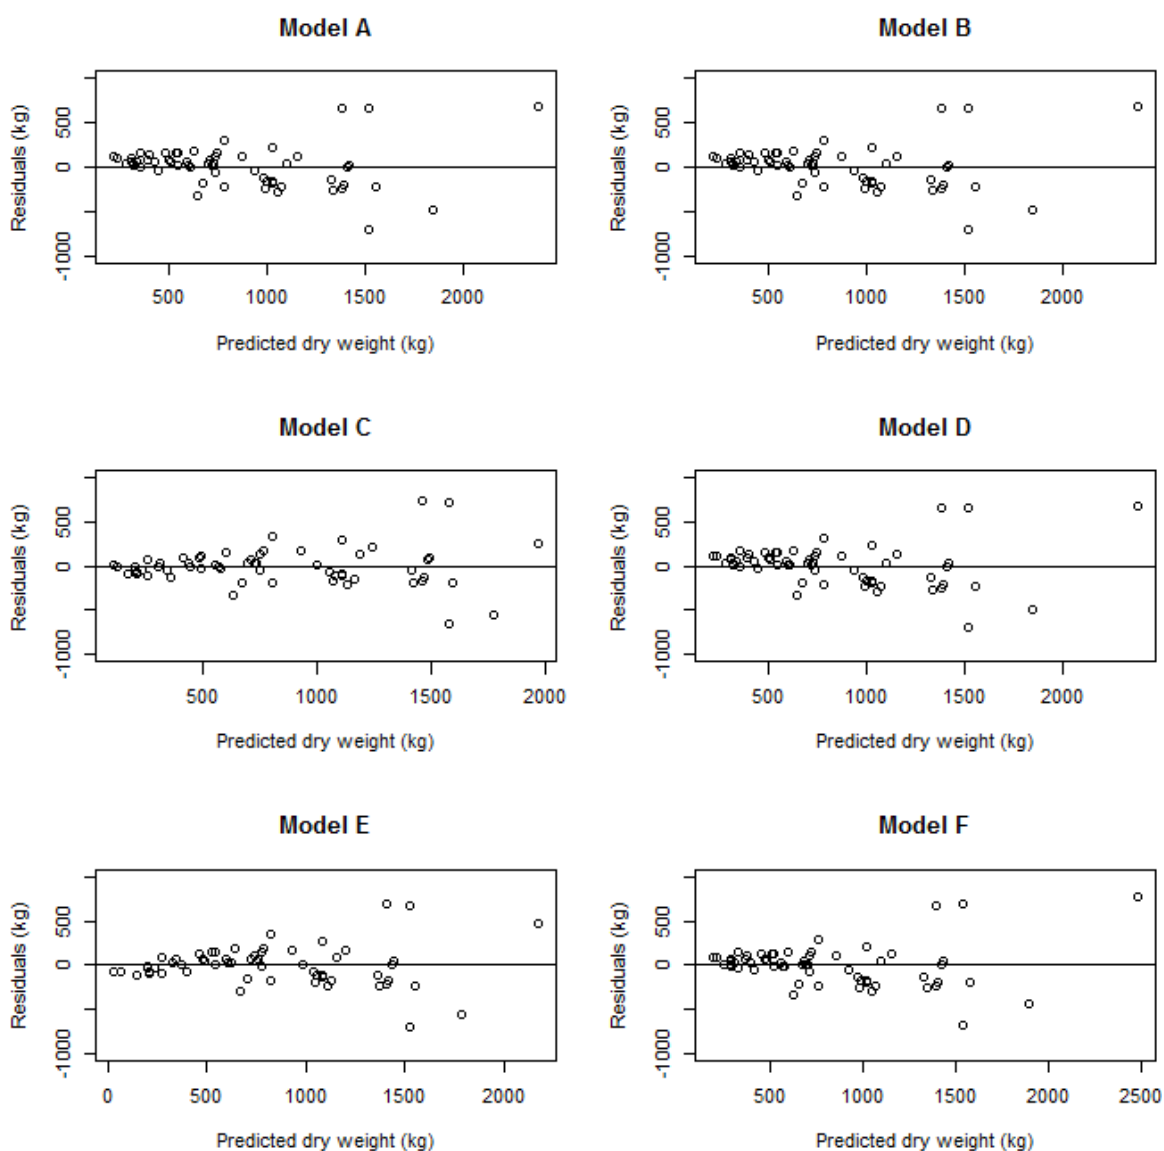 Model A
Residuals (kg)
500
0
-1000
500 1000 1500 2000
Predicted dry weight (kg)
Model B
Residuals (kg)
500
0
-1000
500 1000 1500 2000
Predicted dry weight (kg)
Model C
Residuals (kg)
500
0
-1000
500 1000 1500 2000
Predicted dry weight (kg)
Model D
Residuals (kg)
500
0
-1000
500 1000 1500 2000
Predicted dry weight (kg)
Model E
Residuals (kg)
500
0
-1000
0 500 1000 1500 2000
Predicted dry weight (kg)
Model F
Residuals (kg)
500
0
-1000
500 1000 1500 2000 2500
Predicted dry weight (kg)